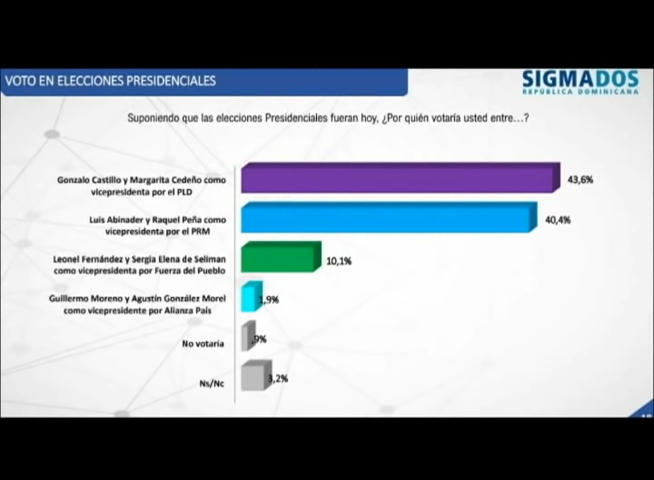 VOTO EN ELECCIONES PRESIDENCIALES
SIGMADOS
REPÚBLICA DOMINICANA
Suponiendo que las elecciones Presidenciales fueran hoy, ¿Por quién votaría usted entre...?
Gonzalo Castillo y Margarita Cedeño como
vicepresidenta por el PLD
43,6%
Luis Abinader y Raquel Peña como
vicepresidenta por el PRM
40,4%
Leonel Fernández y Sergia Elena de Seliman
como vicepresidenta por Fuerza del Pueblo
10,1%
Guillermo Moreno y Agustín González Morel
como vicepresidente por Alianza País
1,9%
No votaría
,9%
Ns/Nc
3,2%